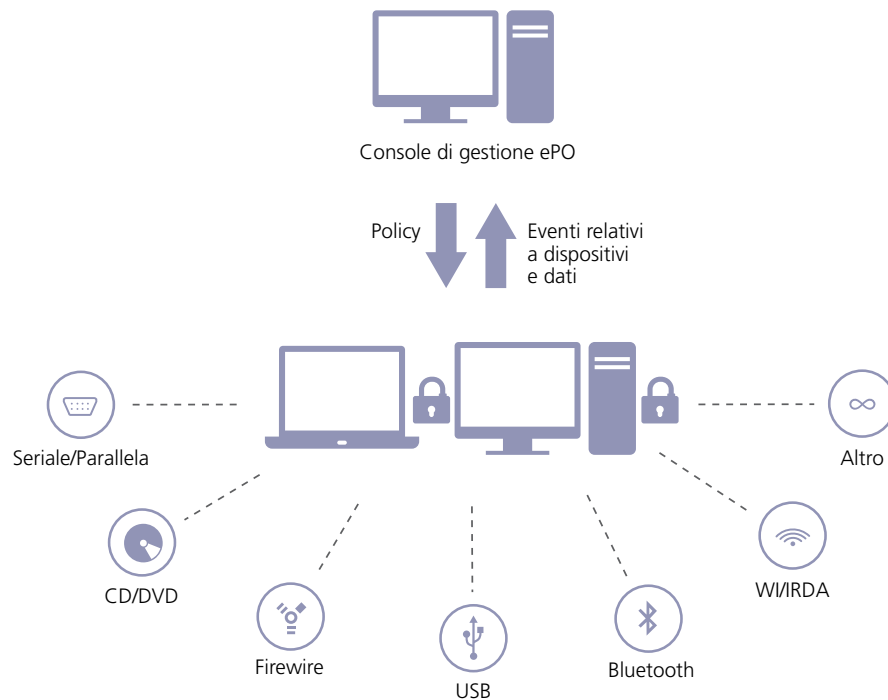 Console di gestione ePO
Policy
Eventi relativi
a dispositivi
e dati
Seriale/Parallela
Altro
CD/DVD
WI/IRDA
Firewire
Bluetooth
USB